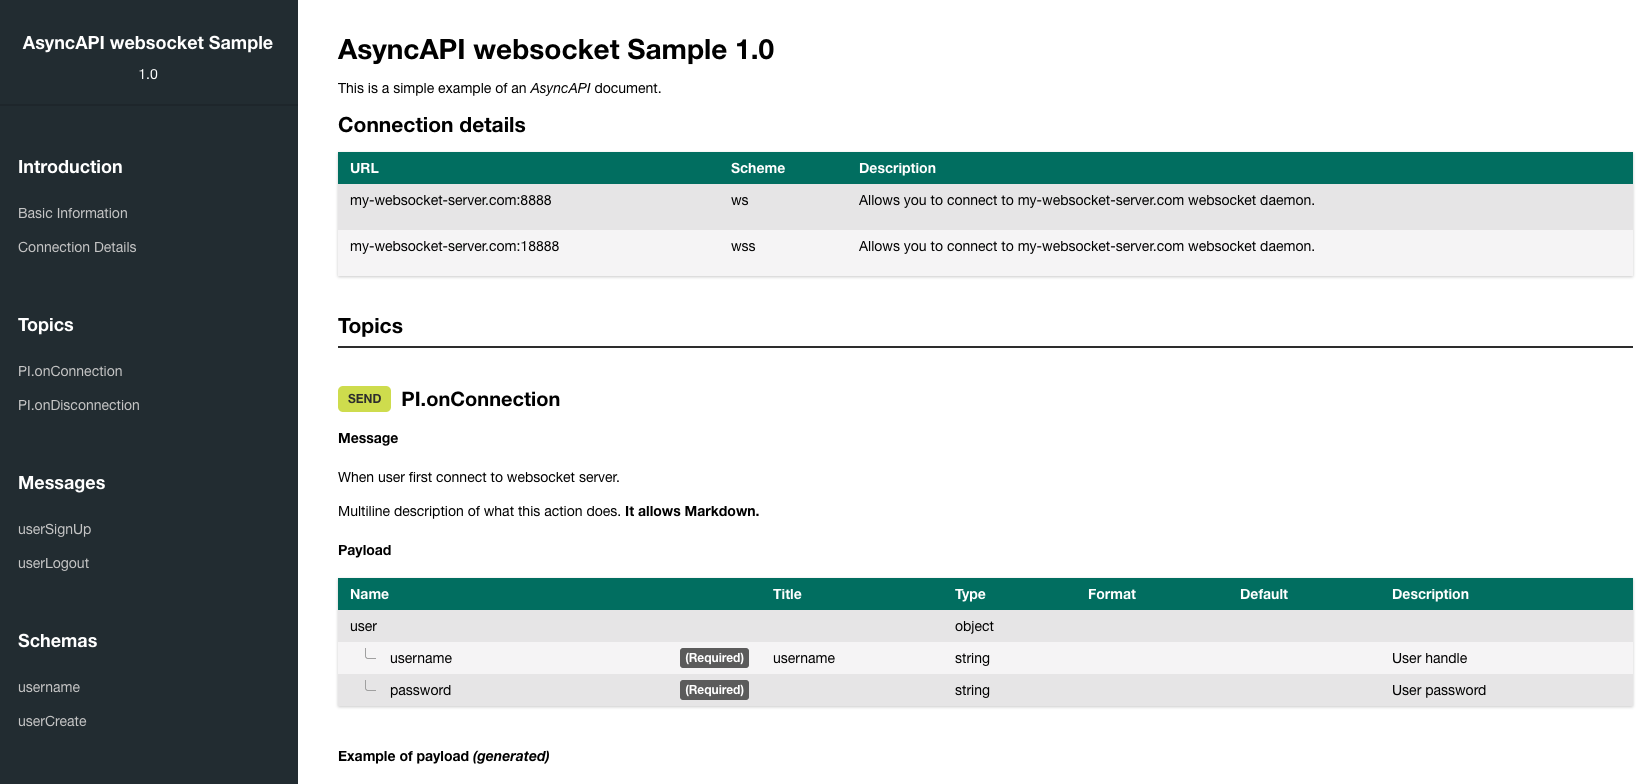 AsyncAPI websocket Sample
1.0
Introduction
Basic Information
Connection Details
Topics
PI.onConnection
PI.onDisconnection
Messages
userSignUp
userLogout
Schemas
username
userCreate
AsyncAPI websocket Sample 1.0
This is a simple example of an AsyncAPI document.
Connection details
URL Scheme Description
my-websocket-server.com:8888 ws Allows you to connect to my-websocket-server.com websocket daemon.
my-websocket-server.com:18888 wss Allows you to connect to my-websocket-server.com websocket daemon.
Topics
SEND PI.onConnection
Message
When user first connect to websocket server.
Multiline description of what this action does. It allows Markdown.
Payload
Name Title Type Format Default Description
user object
username (Required) username string User handle
password (Required) string User password
Example of payload (generated)